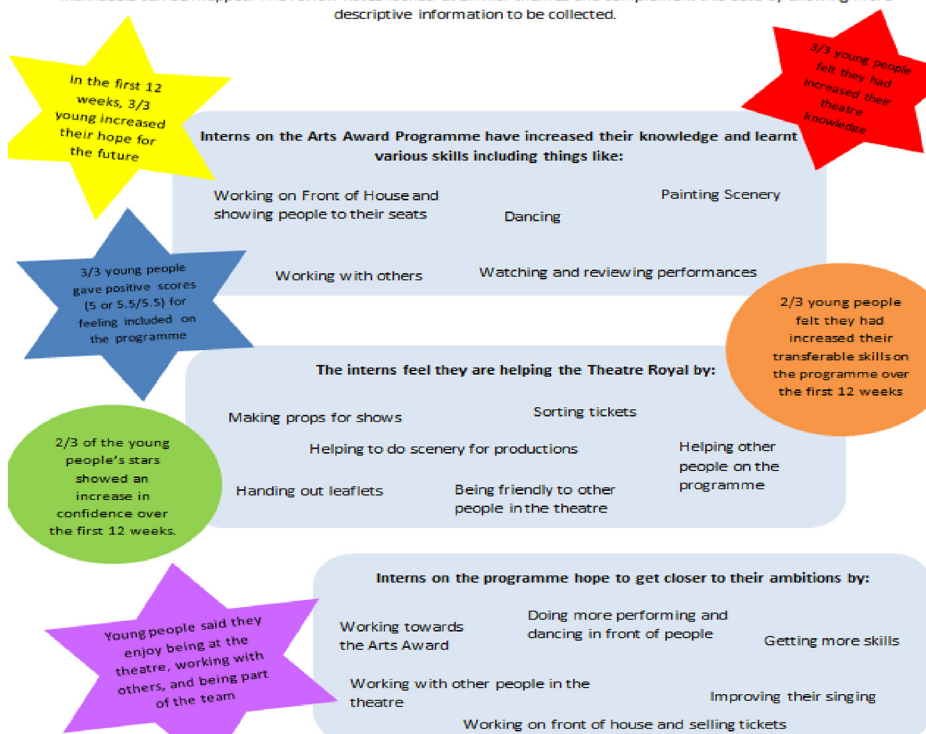 descriptive information to be collected.
In the first 12
weeks, 3/3
young increased
their hope for
the future
3/3 young people
felt they had
increased their
theatre
knowledge
Interns on the Arts Award Programme have increased their knowledge and learnt
various skills including things like:
Working on Front of House and
showing people to their seats
Dancing
Painting Scenery
Working with others
Watching and reviewing performances
3/3 young people
gave positive scores
(5 or 5.5/5.5) for
feeling included on
the programme
2/3 young people
felt they had
increased their
transferable skills on
the programme over
the first 12 weeks
The interns feel they are helping the Theatre Royal by:
Making props for shows
Sorting tickets
Helping to do scenery for productions
Helping other
people on the
programme
Handing out leaflets
Being friendly to other
people in the theatre
2/3 of the young
people's stars
showed an
increase in
confidence over
the first 12 weeks.
Interns on the programme hope to get closer to their ambitions by:
Working towards
the Arts Award
Doing more performing and
dancing in front of people
Getting more skills
Working with other people in the
theatre
Improving their singing
Working on front of house and selling tickets
Young people said they
enjoy being at the
theatre, working with
others, and being part
of the team